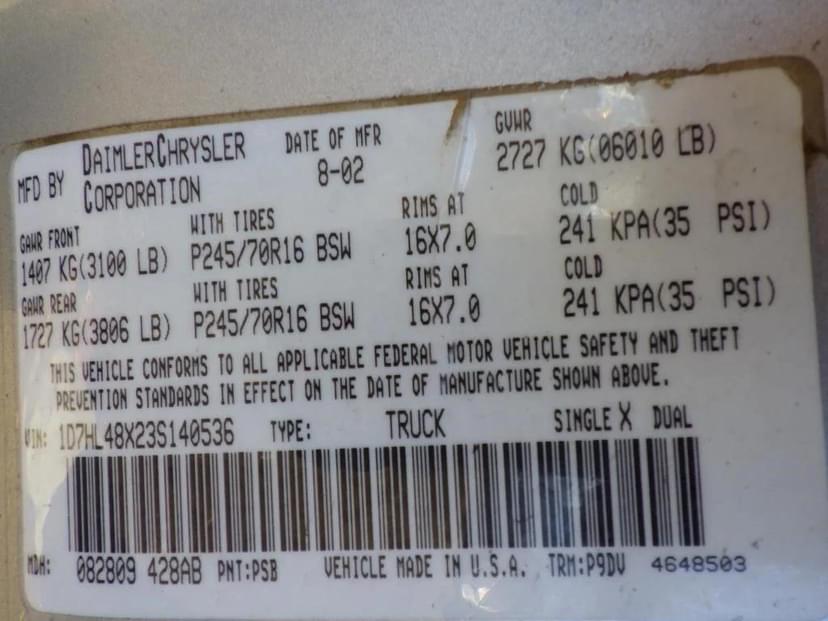 MFD BY DAIMLERCHRYSLER CORPORATION DATE OF MFR 8-02 GVWR 2727 KG(06010 LB)
GAWR FRONT WITH TIRES RIMS AT COLD
1407 KG(3100 LB) P245/70R16 BSW 16X7.0 241 KPA(35 PSI)
GAWR REAR WITH TIRES RIMS AT COLD
1727 KG(3806 LB) P245/70R16 BSW 16X7.0 241 KPA(35 PSI)
THIS VEHICLE CONFORMS TO ALL APPLICABLE FEDERAL MOTOR VEHICLE SAFETY AND THEFT
PREVENTION STANDARDS IN EFFECT ON THE DATE OF MANUFACTURE SHOWN ABOVE.
VIN: 1D7HL48X23S140536 TYPE: TRUCK SINGLE X DUAL
MDH: 082809 428AB PNT:PSB VEHICLE MADE IN U.S.A. TRM:P9DV 4648503